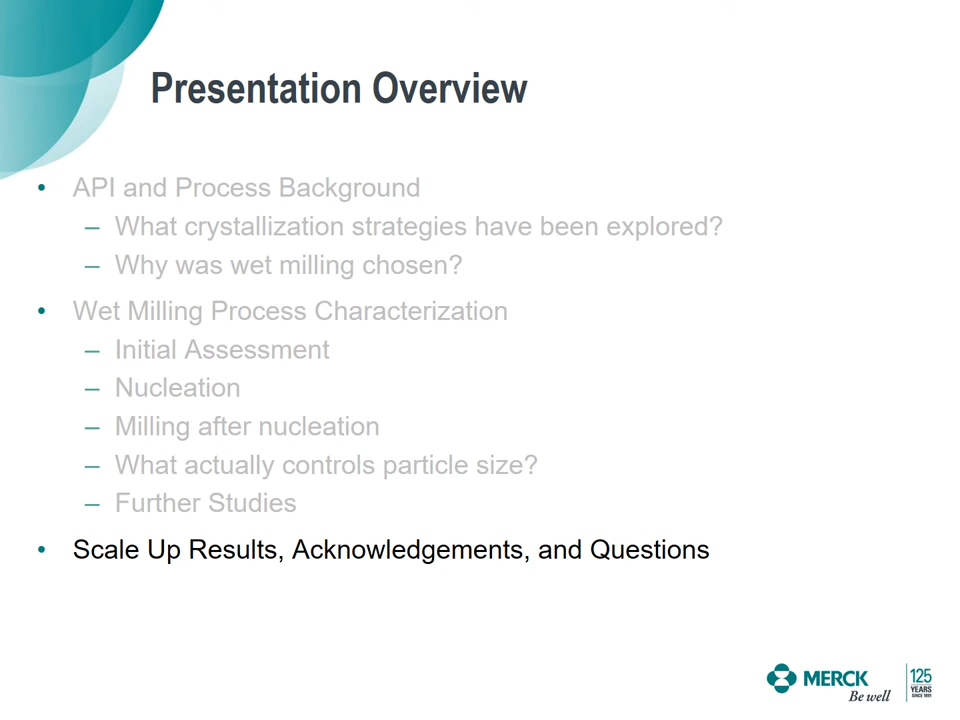 Presentation Overview
• API and Process Background
– What crystallization strategies have been explored?
– Why was wet milling chosen?
• Wet Milling Process Characterization
– Initial Assessment
– Nucleation
– Milling after nucleation
– What actually controls particle size?
– Further Studies
• Scale Up Results, Acknowledgements, and Questions
MERCK
Be well
125
YEARS
SINCE 1891